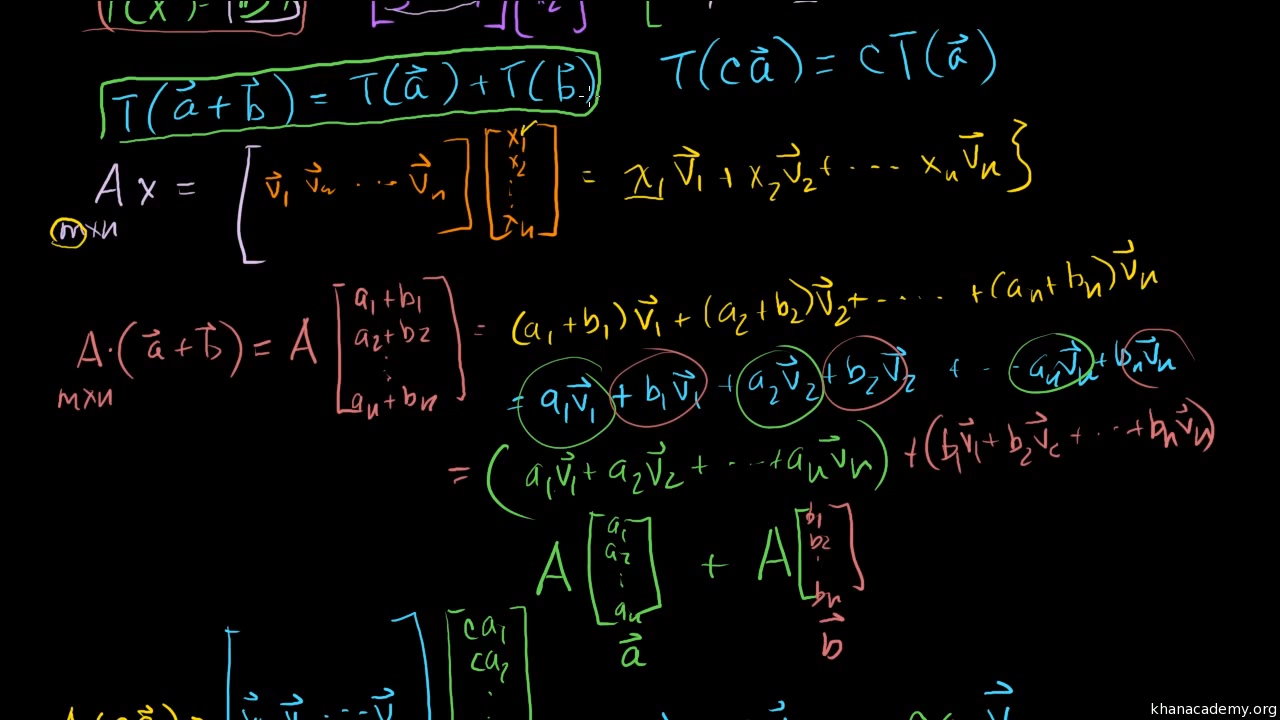 T(a⃗ + b⃗) = T(a⃗) + T(b⃗)   T(ca⃗) = cT(a⃗)
Ax = [v⃗₁ v⃗ₙ ⋯ v⃗ₙ] [x₁ x₂ ⋮ xₙ] = x₁v⃗₁ + x₂v⃗₂ + ⋯ xₙv⃗ₙ }
m×n
A·(a⃗ + b⃗) = A [a₁+b₁ a₂+b₂ ⋮ aₙ+bₙ] = (a₁+b₁)v⃗₁ + (a₂+b₂)v⃗₂ + ⋯ + (aₙ+bₙ)v⃗ₙ
m×n
= a₁v⃗₁ + b₁v⃗₁ + a₂v⃗₂ + b₂v⃗₂ + ⋯ aₙv⃗ₙ + bₙv⃗ₙ
= (a₁v⃗₁ + a₂v⃗₂ + ⋯ + aₙv⃗ₙ) + (b₁v⃗₁ + b₂v⃗₂ + ⋯ + bₙv⃗ₙ)
A [a₁ a₂ ⋮ aₙ] + A [b₁ b₂ ⋮ bₙ]
a⃗   b⃗
ca₁
ca₂
khanacademy.org